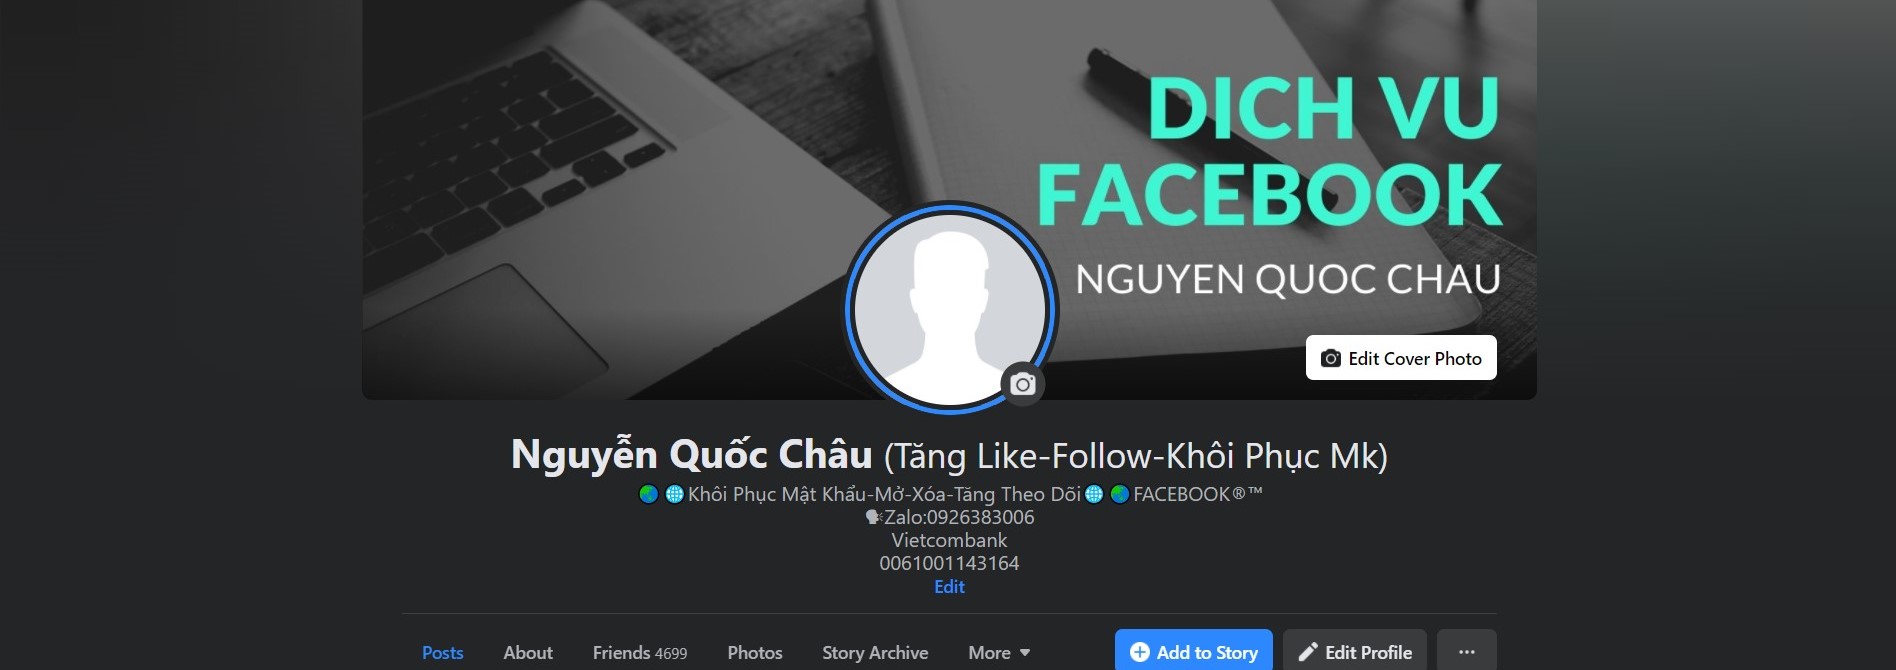 DICH VU
FACEBOOK
NGUYEN QUOC CHAU
Edit Cover Photo
Nguyễn Quốc Châu (Tăng Like-Follow-Khôi Phục Mk)
🌏🌐Khôi Phục Mật Khẩu-Mở-Xóa-Tăng Theo Dõi🌐🌏FACEBOOK®™
🗣Zalo:0926383006
Vietcombank
0061001143164
Edit
Posts About Friends 4699 Photos Story Archive More Add to Story Edit Profile ...